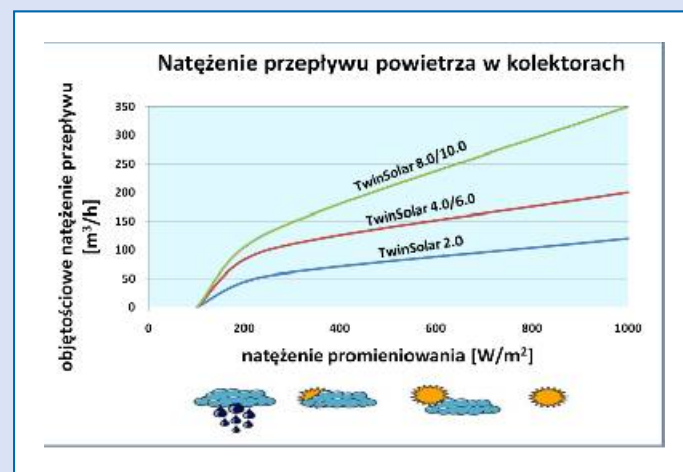 Natężenie przepływu powietrza w kolektorach
objętościowe natężenie przepływu
[m³/h]
350
300
250
200
150
100
50
0
TwinSolar 8.0/10.0
TwinSolar 4.0/6.0
TwinSolar 2.0
0 200 400 600 800 1000
natężenie promieniowania [W/m²]